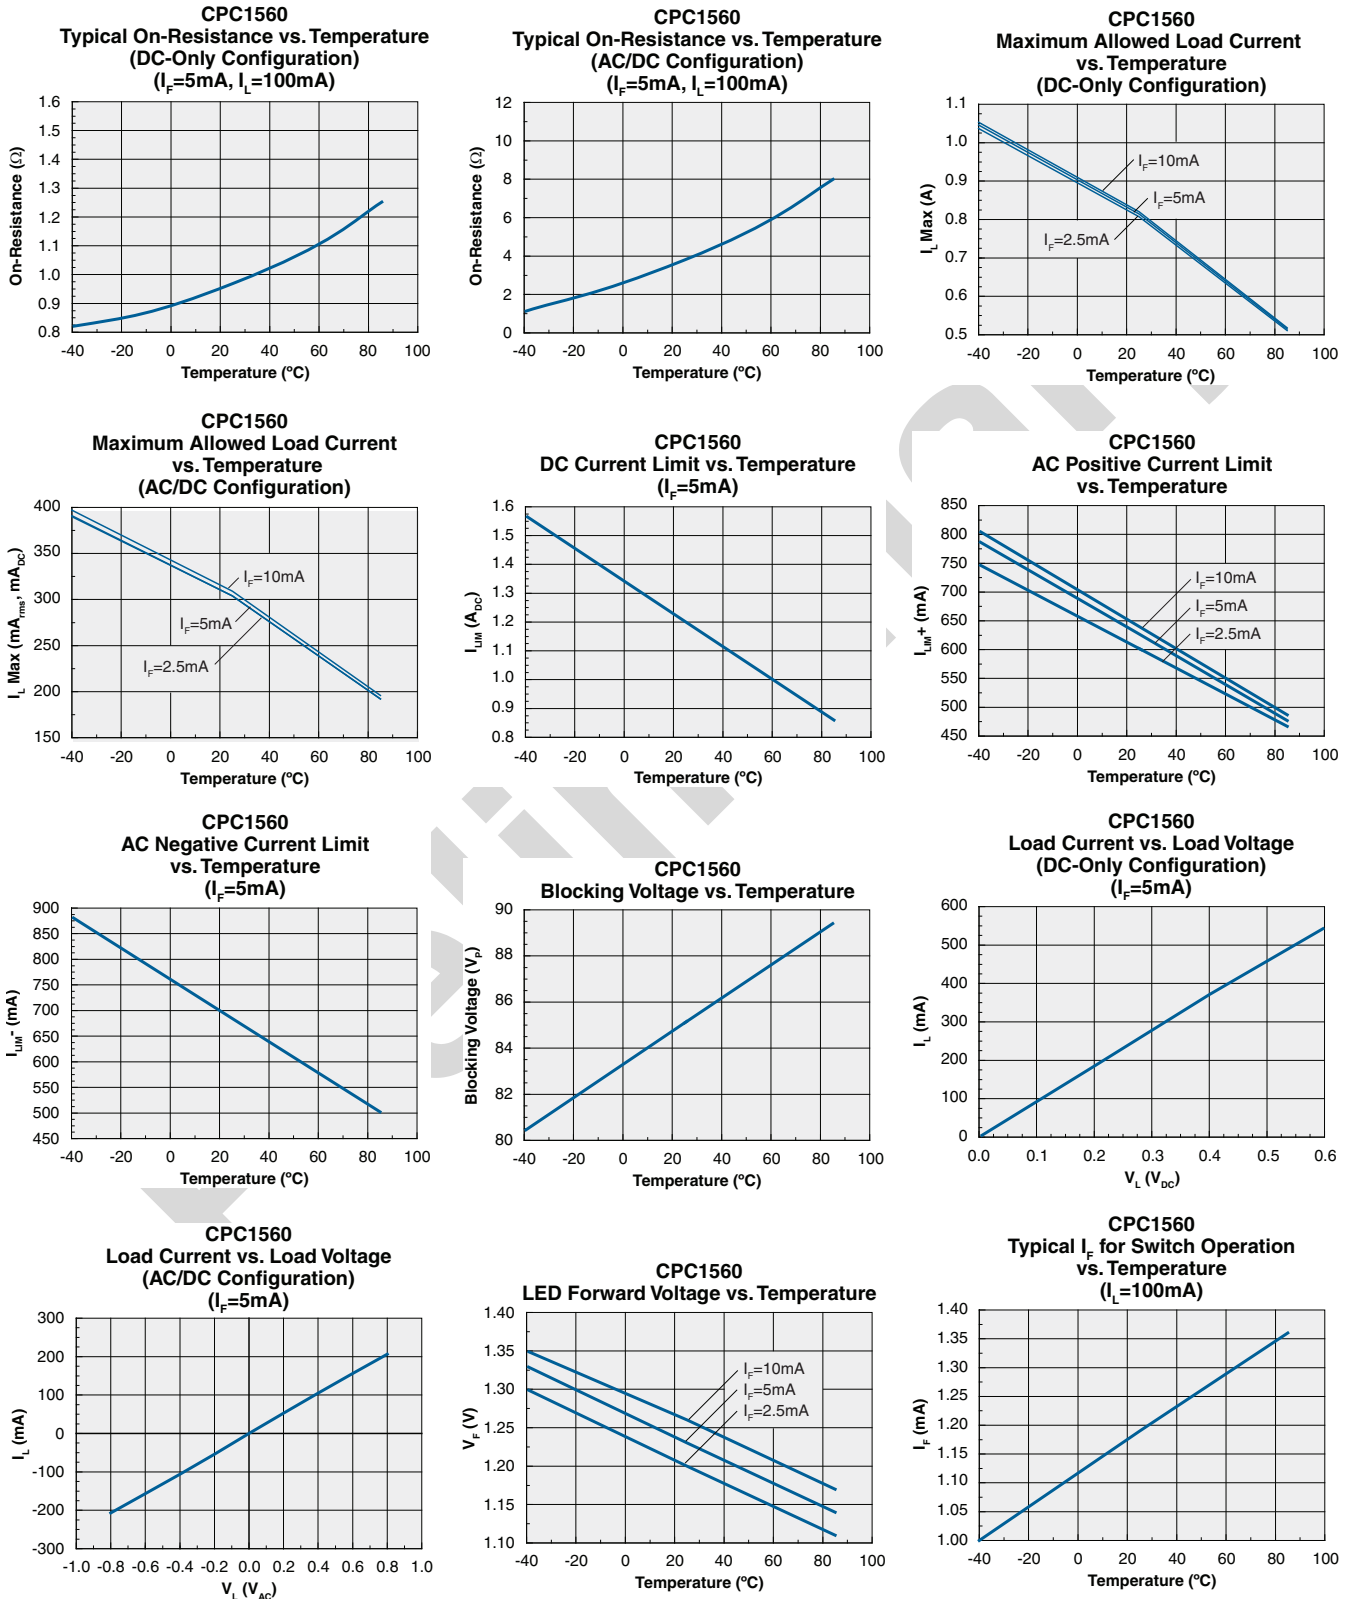 CPC1560
Typical On-Resistance vs. Temperature
(DC-Only Configuration)
(IF=5mA, IL=100mA)
On-Resistance (Ω)
1.6
1.5
1.4
1.3
1.2
1.1
1.0
0.9
0.8
-40 -20 0 20 40 60 80 100
Temperature (ºC)
CPC1560
Typical On-Resistance vs. Temperature
(AC/DC Configuration)
(IF=5mA, IL=100mA)
On-Resistance (Ω)
12
10
8
6
4
2
0
-40 -20 0 20 40 60 80 100
Temperature (ºC)
CPC1560
Maximum Allowed Load Current
vs. Temperature
(DC-Only Configuration)
IL Max (A)
1.1
1.0
0.9
0.8
0.7
0.6
0.5
IF=10mA
IF=5mA
IF=2.5mA
-40 -20 0 20 40 60 80 100
Temperature (ºC)
CPC1560
Maximum Allowed Load Current
vs. Temperature
(AC/DC Configuration)
IL Max (mArms, mADC)
400
350
300
250
200
150
IF=10mA
IF=5mA
IF=2.5mA
-40 -20 0 20 40 60 80 100
Temperature (ºC)
CPC1560
DC Current Limit vs. Temperature
(IF=5mA)
ILIM (ADC)
1.6
1.5
1.4
1.3
1.2
1.1
1.0
0.9
0.8
-40 -20 0 20 40 60 80 100
Temperature (ºC)
CPC1560
AC Positive Current Limit
vs. Temperature
ILIM+ (mA)
850
800
750
700
650
600
550
500
450
IF=10mA
IF=5mA
IF=2.5mA
-40 -20 0 20 40 60 80 100
Temperature (ºC)
CPC1560
AC Negative Current Limit
vs. Temperature
(IF=5mA)
ILIM- (mA)
900
850
800
750
700
650
600
550
500
450
-40 -20 0 20 40 60 80 100
Temperature (ºC)
CPC1560
Blocking Voltage vs. Temperature
Blocking Voltage (VP)
90
88
86
84
82
80
-40 -20 0 20 40 60 80 100
Temperature (ºC)
CPC1560
Load Current vs. Load Voltage
(DC-Only Configuration)
(IF=5mA)
IL (mA)
600
500
400
300
200
100
0
0.0 0.1 0.2 0.3 0.4 0.5 0.6
VL (VDC)
CPC1560
Load Current vs. Load Voltage
(AC/DC Configuration)
(IF=5mA)
IL (mA)
300
200
100
0
-100
-200
-300
-1.0 -0.8 -0.6 -0.4 -0.2 0.0 0.2 0.4 0.6 0.8 1.0
VL (VAC)
CPC1560
LED Forward Voltage vs. Temperature
VF (V)
1.40
1.35
1.30
1.25
1.20
1.15
1.10
IF=10mA
IF=5mA
IF=2.5mA
-40 -20 0 20 40 60 80 100
Temperature (ºC)
CPC1560
Typical IF for Switch Operation
vs. Temperature
(IL=100mA)
IF (mA)
1.40
1.35
1.30
1.25
1.20
1.10
1.05
1.00
-40 -20 0 20 40 60 80 100
Temperature (ºC)